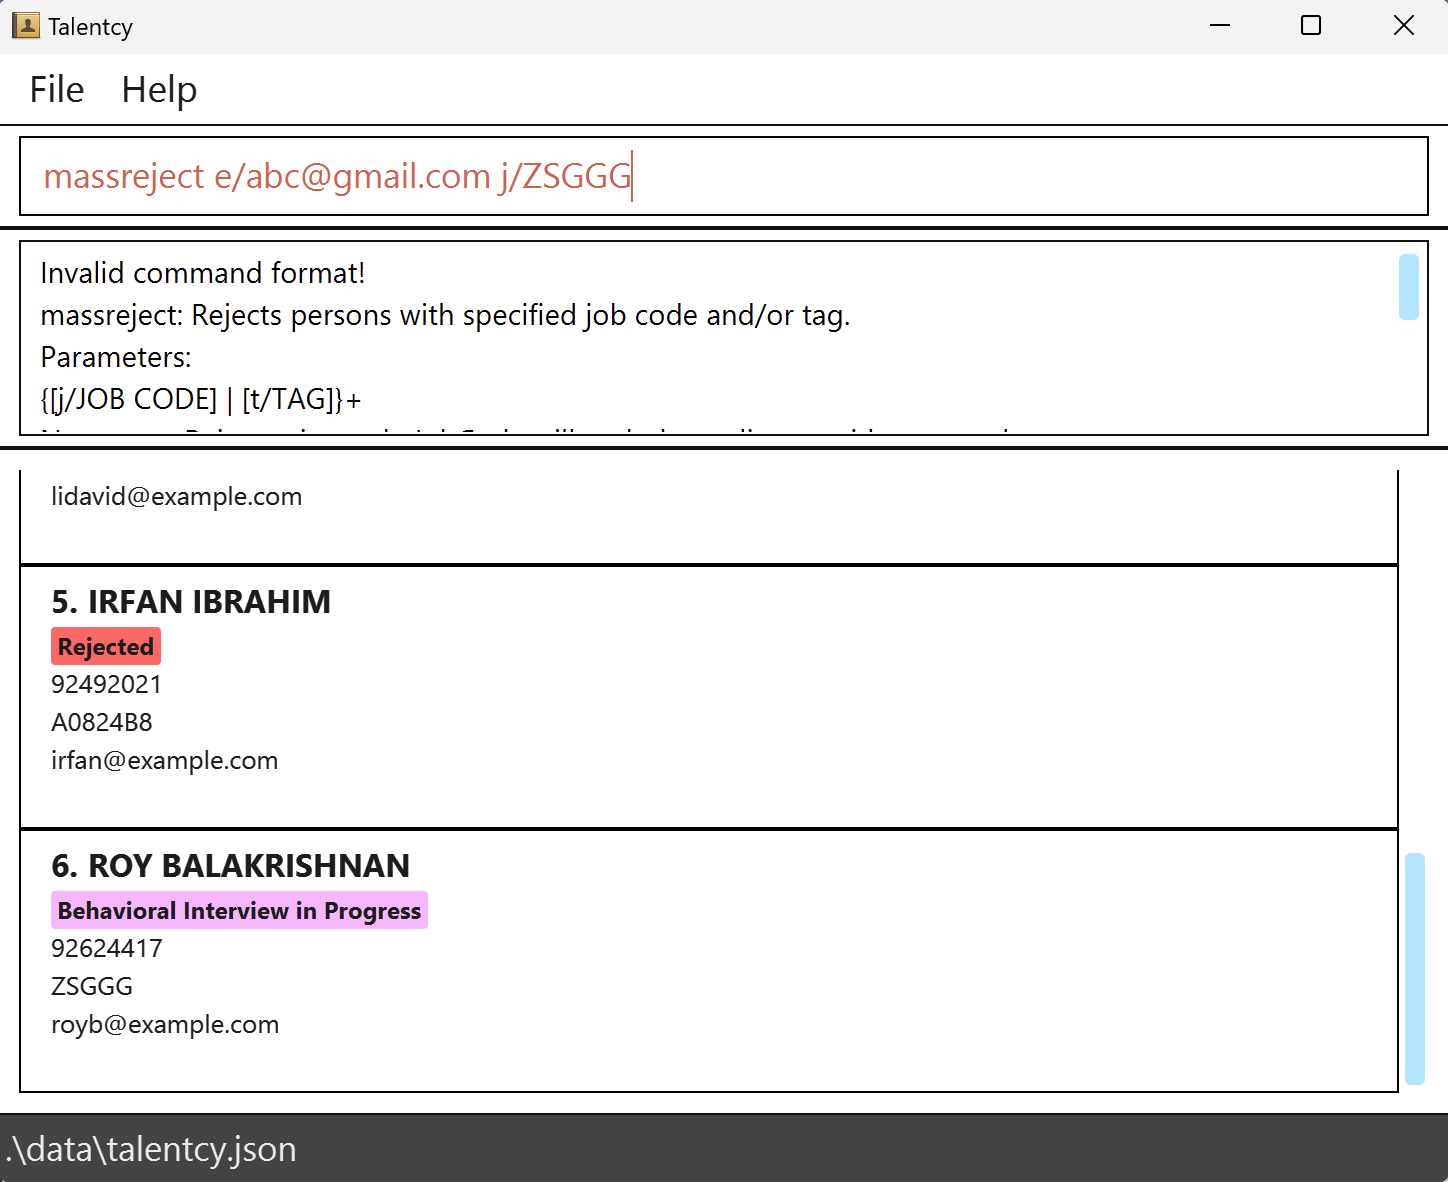 Talentcy
File Help
massreject e/abc@gmail.com j/ZSGGG
Invalid command format!
massreject: Rejects persons with specified job code and/or tag.
Parameters:
{[j/JOB CODE] | [t/TAG]}+
lidavid@example.com
5. IRFAN IBRAHIM
Rejected
92492021
A0824B8
irfan@example.com
6. ROY BALAKRISHNAN
Behavioral Interview in Progress
92624417
ZSGGG
royb@example.com
.\data\talentcy.json